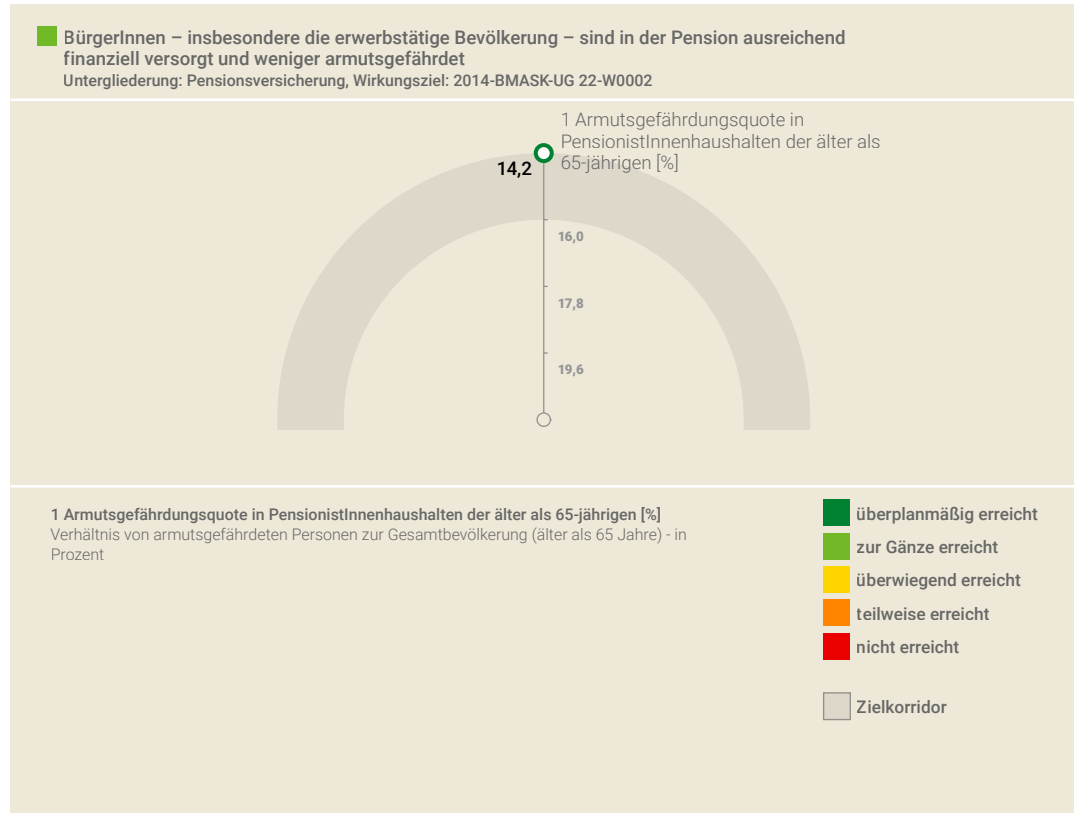 BürgerInnen – insbesondere die erwerbstätige Bevölkerung – sind in der Pension ausreichend
finanziell versorgt und weniger armutsgefährdet
Untergliederung: Pensionsversicherung, Wirkungsziel: 2014-BMASK-UG 22-W0002
1 Armutsgefährdungsquote in
PensionistInnenhaushalten der älter als
65-jährigen [%]
14,2
16,0
17,8
19,6
1 Armutsgefährdungsquote in PensionistInnenhaushalten der älter als 65-jährigen [%]
Verhältnis von armutsgefährdeten Personen zur Gesamtbevölkerung (älter als 65 Jahre) - in
Prozent
überplanmäßig erreicht
zur Gänze erreicht
überwiegend erreicht
teilweise erreicht
nicht erreicht
Zielkorridor